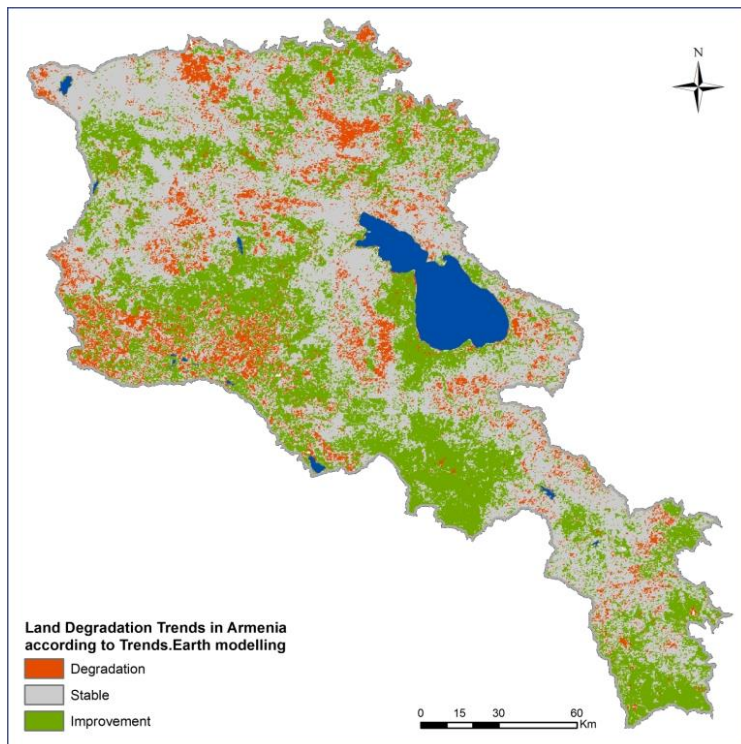 N
Land Degradation Trends in Armenia
according to Trends.Earth modelling
Degradation
Stable
Improvement
0 15 30 60
Km